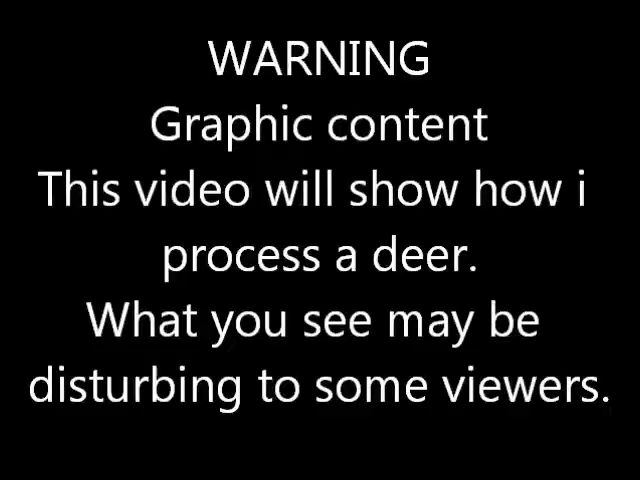 WARNING
Graphic content
This video will show how i
process a deer.
What you see may be
disturbing to some viewers.